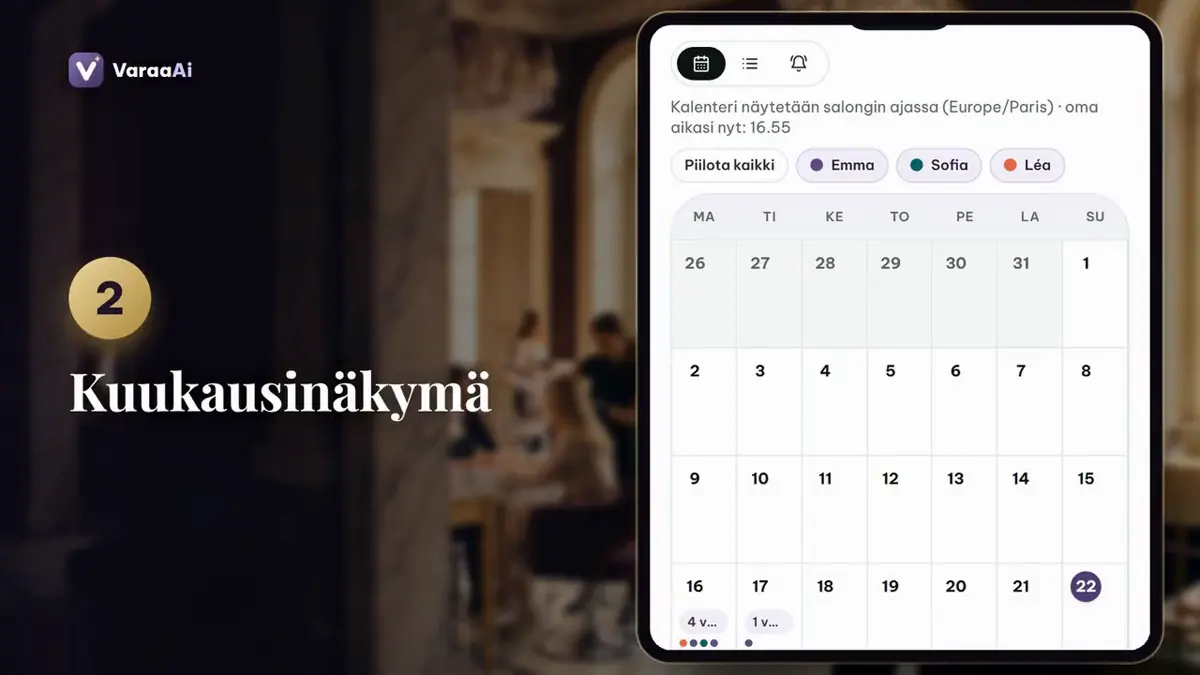 VaraaAi
2
Kuukausinäkymä
Kalenteri näytetään salongin ajassa (Europe/Paris) · oma
aikasi nyt: 16.55
Piilota kaikki Emma Sofia Léa
MA TI KE TO PE LA SU
26 27 28 29 30 31 1
2 3 4 5 6 7 8
9 10 11 12 13 14 15
16 17 18 19 20 21 22
4 v... 1 v...